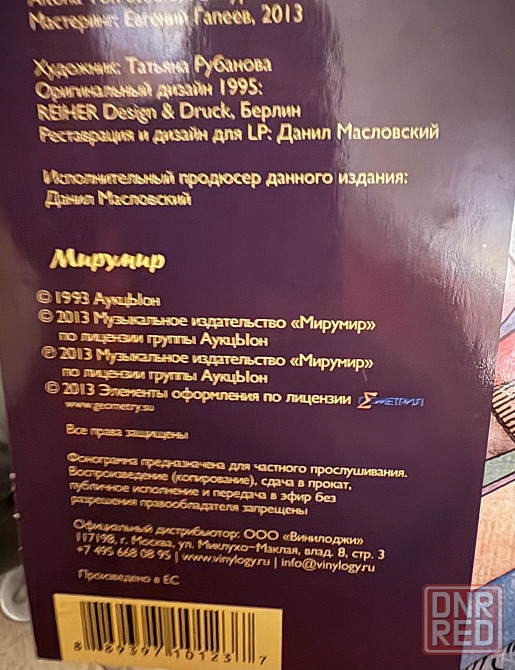 Мастеринг: Евгений Гапеев, 2013
Художник: Татьяна Рубанова
Оригинальный дизайн 1995:
REIHER Design & Druck, Берлин
Реставрация и дизайн для LP: Данил Масловский
Исполнительный продюсер данного издания:
Данил Масловский
Мирумир
© 1993 АукцЫон
© 2013 Музыкальное издательство «Мирумир»
по лицензии группы АукцЫон
℗ 2013 Музыкальное издательство «Мирумир»
по лицензии группы АукцЫон
© 2013 Элементы оформления по лицензии
www.geometry.su
Все права защищены
Фонограмма предназначена для частного прослушивания.
Воспроизведение (копирование), сдача в прокат,
публичное исполнение и передача в эфир без
разрешения правообладателя запрещены
Официальный дистрибьютор: ООО «Винилоджи»
117198, г. Москва, ул. Миклухо-Маклая, влад. 8, стр. 3
+7 495 668 08 95 | www.vinylogy.ru | info@vinylogy.ru
Произведено в ЕС
8 89397 10123 7
DNR
RED